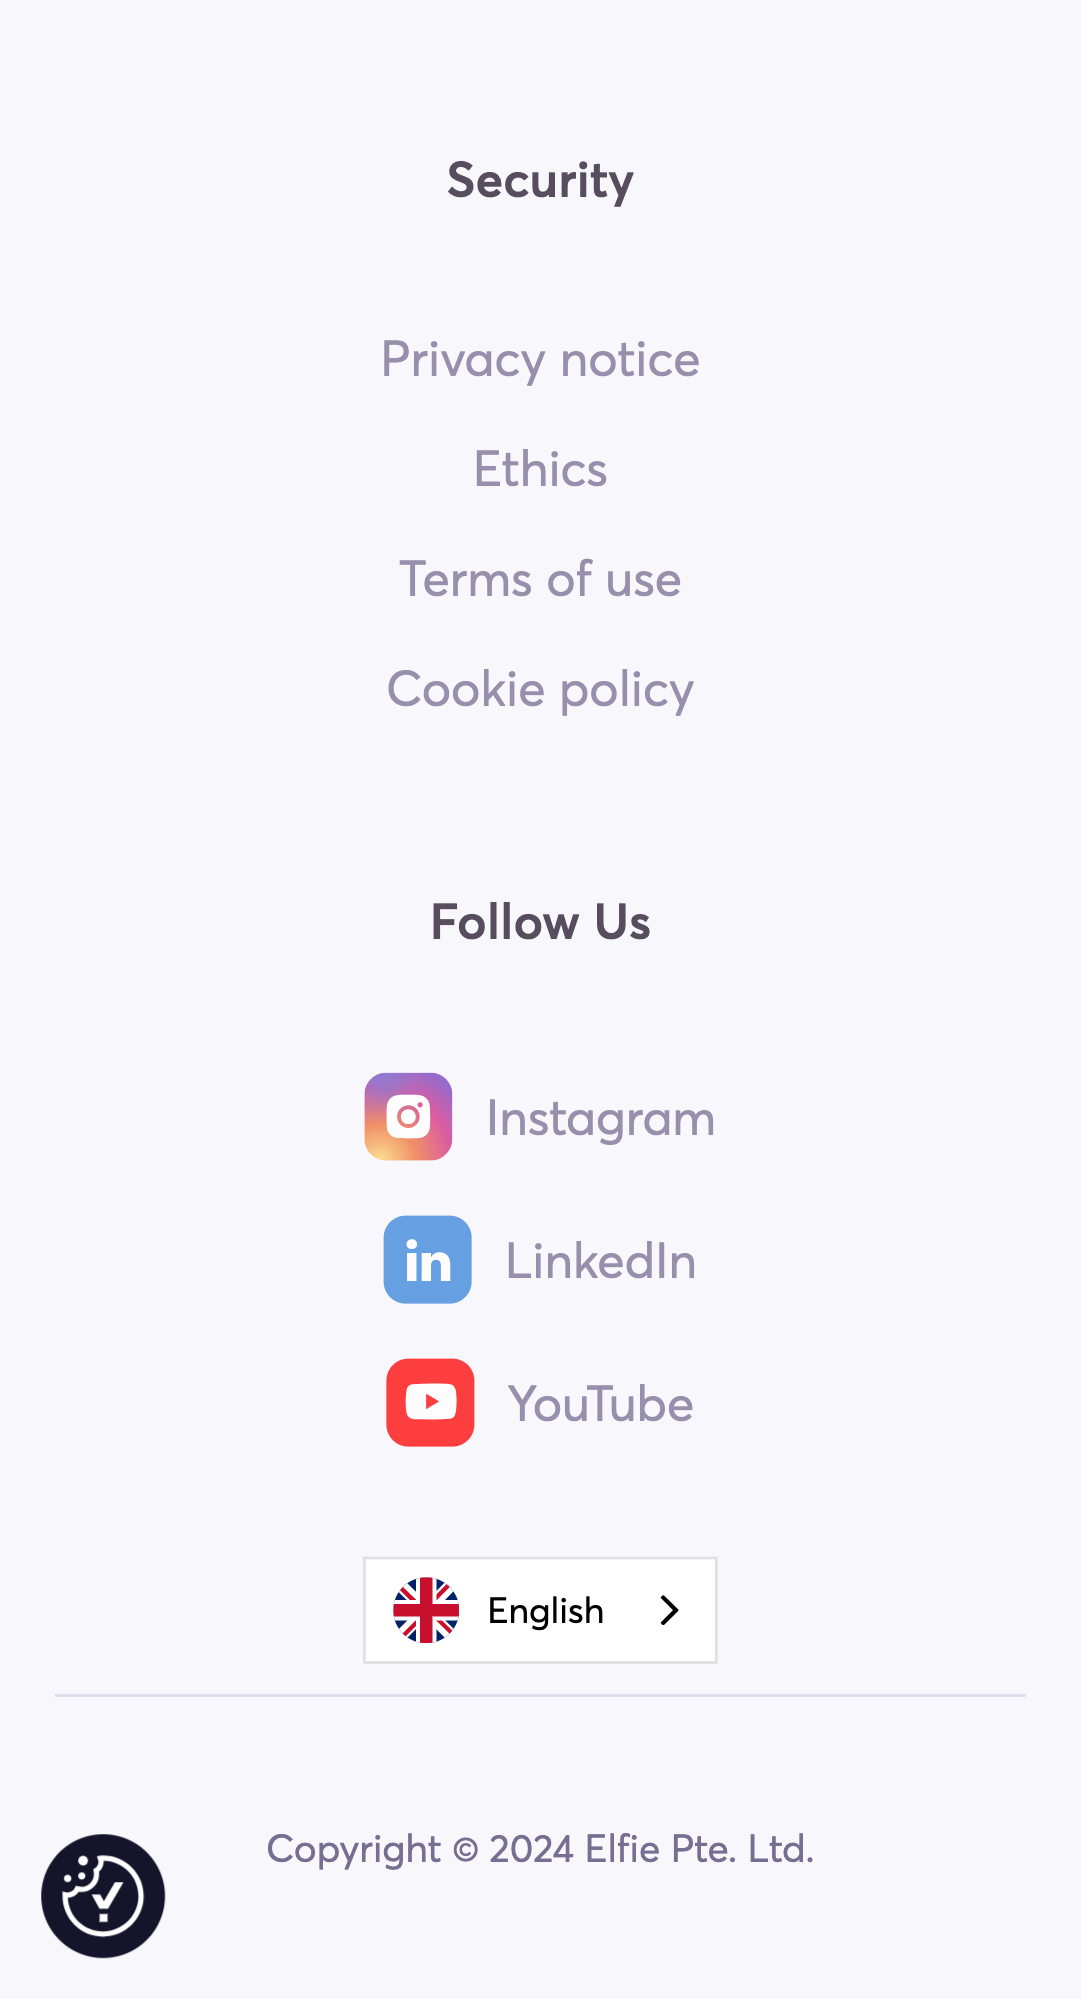 Security
Privacy notice
Ethics
Terms of use
Cookie policy
Follow Us
Instagram
in LinkedIn
YouTube
English
Copyright © 2024 Elfie Pte. Ltd.